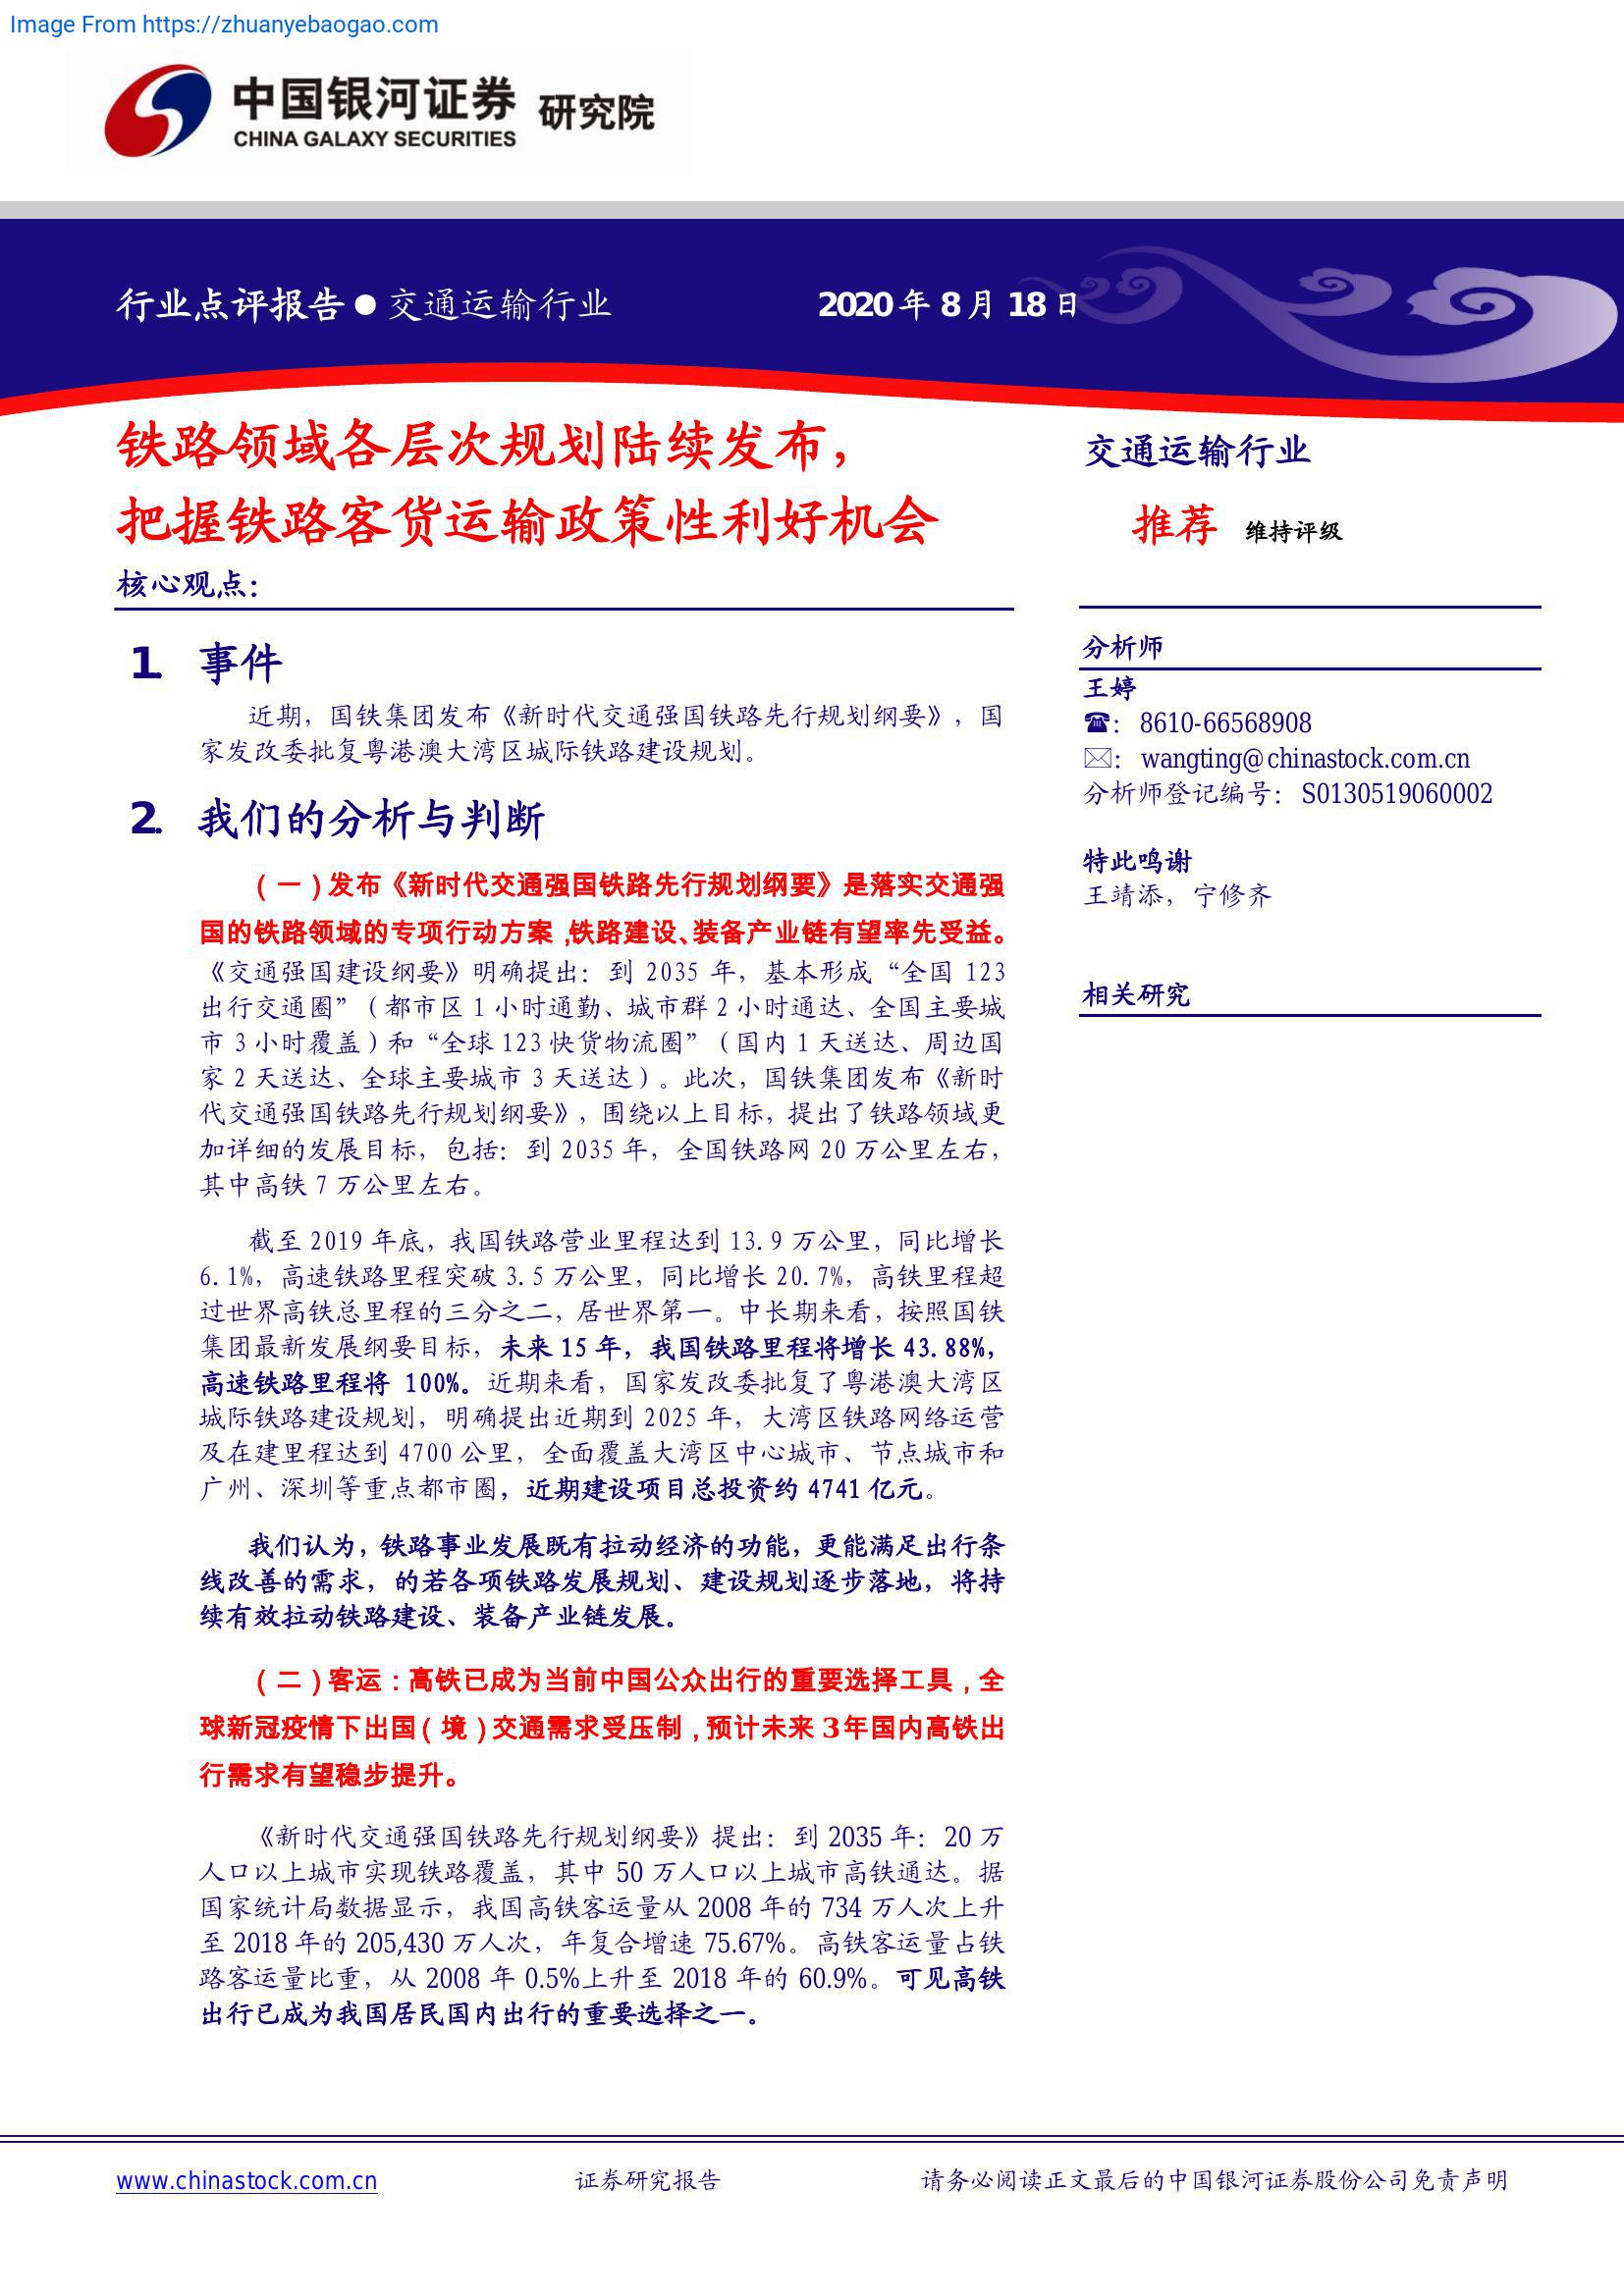 Image From https://zhuanyebaogao.com
中国银河证券 研究院
CHINA GALAXY SECURITIES
行业点评报告●交通运输行业
2020 年 8 月 18 日
铁路领域各层次规划陆续发布，
把握铁路客货运输政策性利好机会
核心观点：
1. 事件
近期，国铁集团发布《新时代交通强国铁路先行规划纲要》，国
家发改委批复粤港澳大湾区城际铁路建设规划。
2. 我们的分析与判断
（一）发布《新时代交通强国铁路先行规划纲要》是落实交通强
国的铁路领域的专项行动方案，铁路建设、装备产业链有望率先受益。
《交通强国建设纲要》明确提出：到 2035 年，基本形成“全国 123
出行交通圈”（都市区 1 小时通勤、城市群 2 小时通达、全国主要城
市 3 小时覆盖）和“全球 123 快货物流圈”（国内 1 天送达、周边国
家 2 天送达、全球主要城市 3 天送达）。此次，国铁集团发布《新时
代交通强国铁路先行规划纲要》，围绕以上目标，提出了铁路领域更
加详细的发展目标，包括：到 2035 年，全国铁路网 20 万公里左右，
其中高铁 7 万公里左右。
截至 2019 年底，我国铁路营业里程达到 13.9 万公里，同比增长
6.1%，高速铁路里程突破 3.5 万公里，同比增长 20.7%，高铁里程超
过世界高铁总里程的三分之二，居世界第一。中长期来看，按照国铁
集团最新发展纲要目标，未来 15 年，我国铁路里程将增长 43.88%，
高速铁路里程将 100%。近期来看，国家发改委批复了粤港澳大湾区
城际铁路建设规划，明确提出近期到 2025 年，大湾区铁路网络运营
及在建里程达到 4700 公里，全面覆盖大湾区中心城市、节点城市和
广州、深圳等重点都市圈，近期建设项目总投资约 4741 亿元。
我们认为，铁路事业发展既有拉动经济的功能，更能满足出行条
线改善的需求，的若各项铁路发展规划、建设规划逐步落地，将持
续有效拉动铁路建设、装备产业链发展。
（二）客运：高铁已成为当前中国公众出行的重要选择工具，全
球新冠疫情下出国（境）交通需求受压制，预计未来 3 年国内高铁出
行需求有望稳步提升。
《新时代交通强国铁路先行规划纲要》提出：到 2035 年：20 万
人口以上城市实现铁路覆盖，其中 50 万人口以上城市高铁通达。据
国家统计局数据显示，我国高铁客运量从 2008 年的 734 万人次上升
至 2018 年的 205,430 万人次，年复合增速 75.67%。高铁客运量占铁
路客运量比重，从 2008 年 0.5%上升至 2018 年的 60.9%。可见高铁
出行已成为我国居民国内出行的重要选择之一。
交通运输行业
推荐 维持评级
分析师
王婷
☎：8610-66568908
✉：wangting@chinastock.com.cn
分析师登记编号：S0130519060002
特此鸣谢
王靖添，宁修齐
相关研究
www.chinastock.com.cn
证券研究报告
请务必阅读正文最后的中国银河证券股份公司免责声明